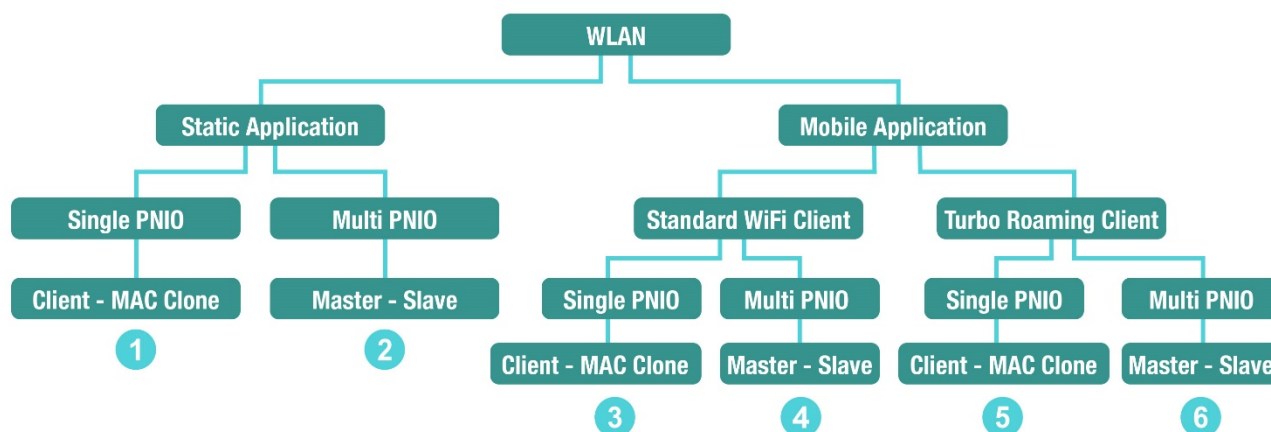 WLAN
Static Application
Mobile Application
Single PNIO
Multi PNIO
Standard WiFi Client
Turbo Roaming Client
Client - MAC Clone
Master - Slave
Single PNIO
Multi PNIO
Single PNIO
Multi PNIO
1
2
Client - MAC Clone
Master - Slave
Client - MAC Clone
Master - Slave
3
4
5
6